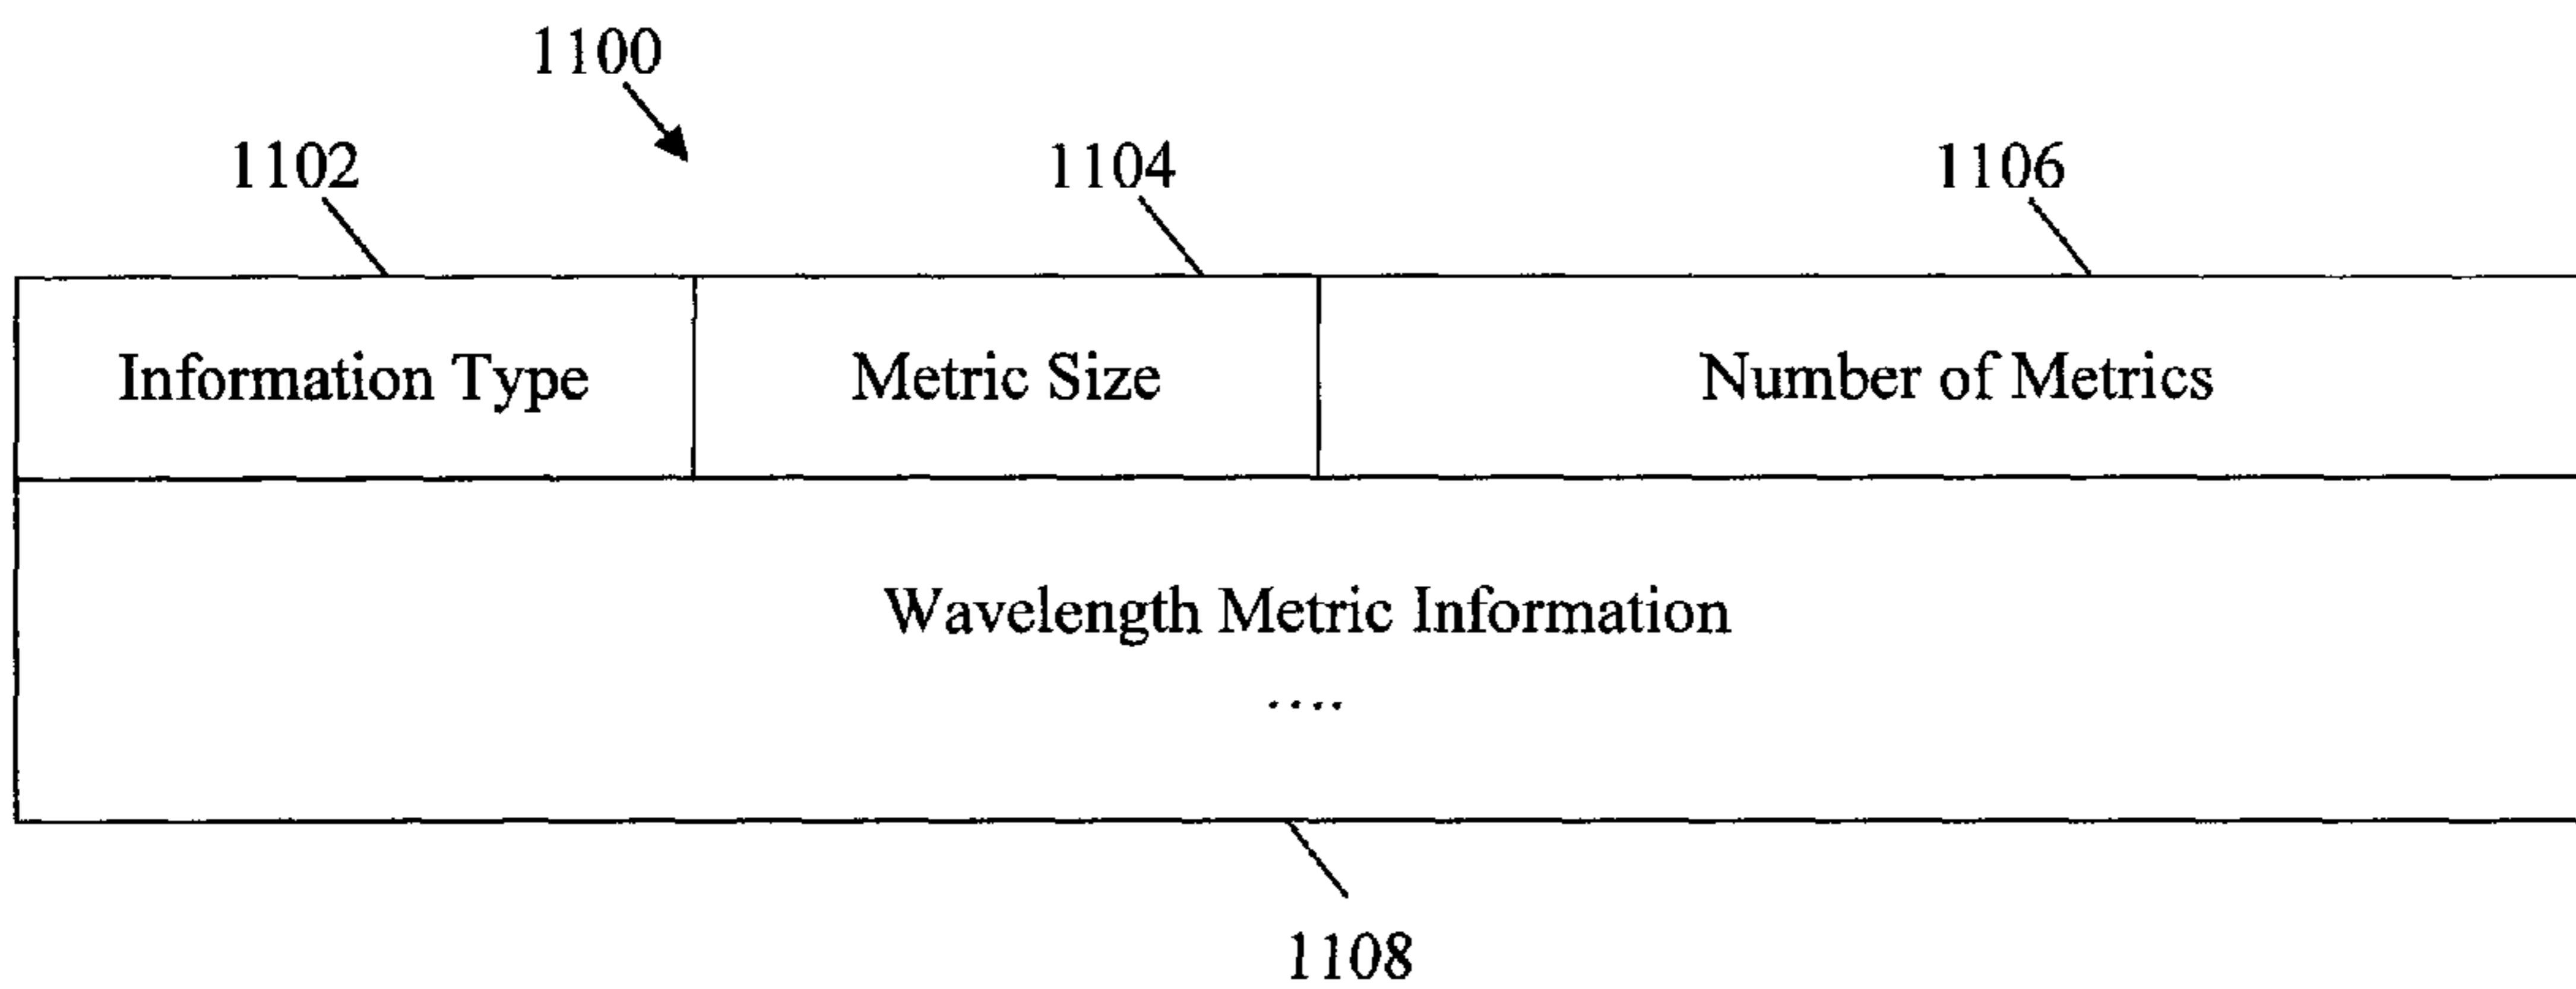 1100
1102
1104
1106
Information Type
Metric Size
Number of Metrics
Wavelength Metric Information
....
1108